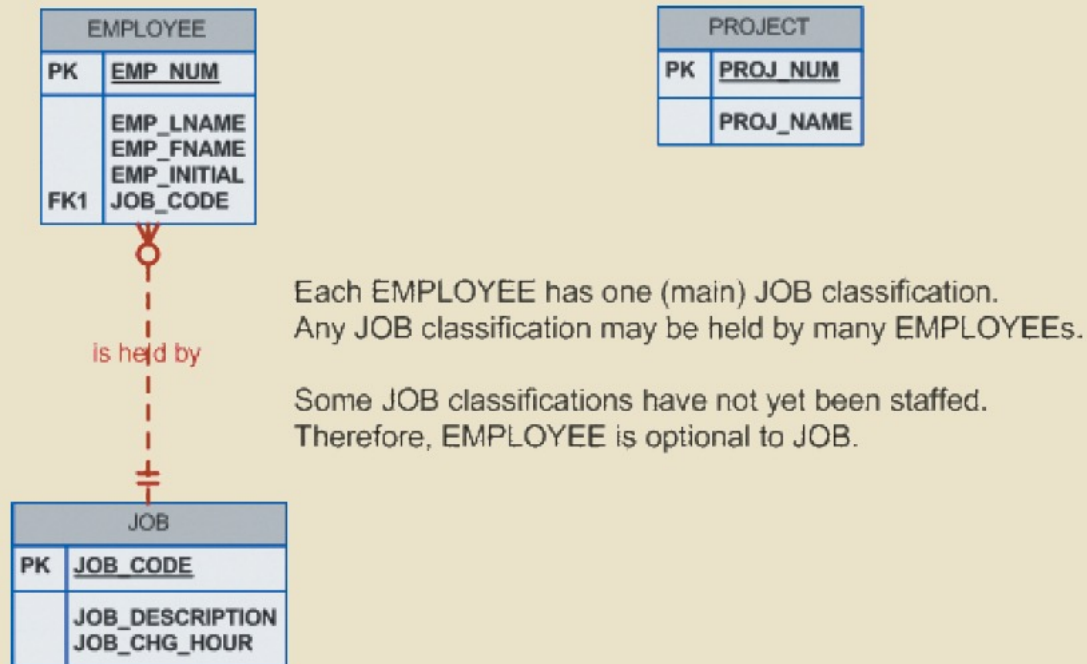 EMPLOYEE
PK EMP_NUM
EMP_LNAME
EMP_FNAME
EMP_INITIAL
FK1 JOB_CODE
PROJECT
PK PROJ_NUM
PROJ_NAME
Each EMPLOYEE has one (main) JOB classification.
Any JOB classification may be held by many EMPLOYEEs.
is held by
Some JOB classifications have not yet been staffed.
Therefore, EMPLOYEE is optional to JOB.
JOB
PK JOB_CODE
JOB_DESCRIPTION
JOB_CHG_HOUR